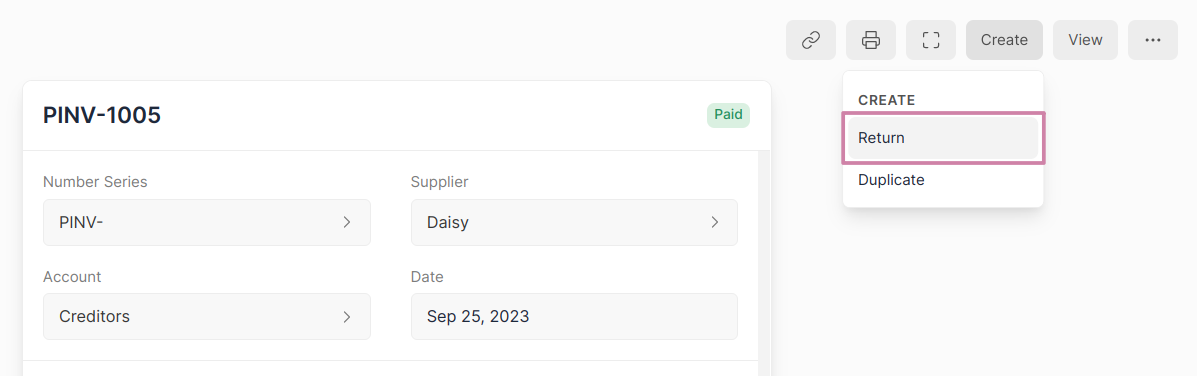 Create View
CREATE
PINV-1005 Paid
Return
Duplicate
Number Series Supplier
PINV- Daisy
Account Date
Creditors Sep 25, 2023